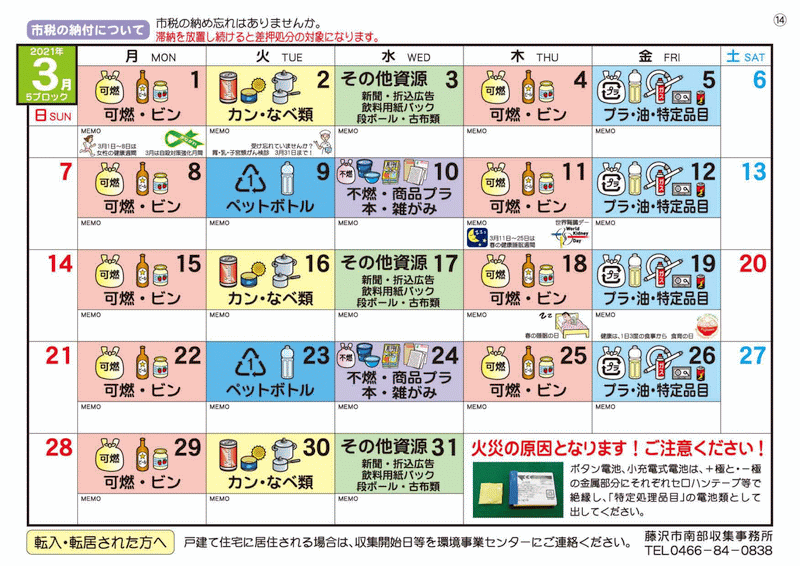 市税の納付について
市税の納め忘れはありませんか。
滞納を放置し続けると差押処分の対象になります。
⑭
2021年
3月
5ブロック
日 SUN
月 MON
火 TUE
水 WED
木 THU
金 FRI
土 SAT
1
可燃
可燃・ビン
2
カン・なべ類
その他資源 3
新聞・折込広告
飲料用紙パック
段ボール・古布類
4
可燃
可燃・ビン
5
プラ・油・特定品目
6
MEMO
3月1日~8日は
女性の健康週間
3月は自殺対策強化月間
MEMO
受け忘れていませんか?
胃・乳・子宮頸がん検診 3月31日まで!
MEMO
MEMO
MEMO
7
8
可燃
可燃・ビン
9
1
ペットボトル
10
不燃
不燃・商品プラ
本・雑がみ
11
可燃
可燃・ビン
12
プラ
プラ・油・特定品目
13
MEMO
MEMO
MEMO
MEMO
3月11日~25日は
春の健康睡眠週間
世界腎臓デー
World
Kidney
Day
MEMO
14
15
可燃
可燃・ビン
16
カン・なべ類
その他資源 17
新聞・折込広告
飲料用紙パック
段ボール・古布類
18
可燃
可燃・ビン
19
プラ
プラ・油・特定品目
20
MEMO
MEMO
MEMO
MEMO
春の睡眠の日
MEMO
健康は、1日3度の食事から 食育の日
21
22
可燃
可燃・ビン
23
1
ペットボトル
24
不燃
不燃・商品プラ
本・雑がみ
25
可燃
可燃・ビン
26
プラ
プラ・油・特定品目
27
MEMO
MEMO
MEMO
MEMO
MEMO
28
29
可燃
可燃・ビン
30
カン・なべ類
その他資源 31
新聞・折込広告
飲料用紙パック
段ボール・古布類
MEMO
MEMO
MEMO
火災の原因となります!ご注意ください!
ボタン電池、小充電式電池は、+極と・-極
の金属部分にそれぞれセロハンテープ等で
絶縁し、「特定処理品目」の電池類として
出してください。
転入・転居された方へ
戸建て住宅に居住される場合は、収集開始日等を環境事業センターにご連絡ください。
藤沢市南部収集事務所
TEL0466-84-0838